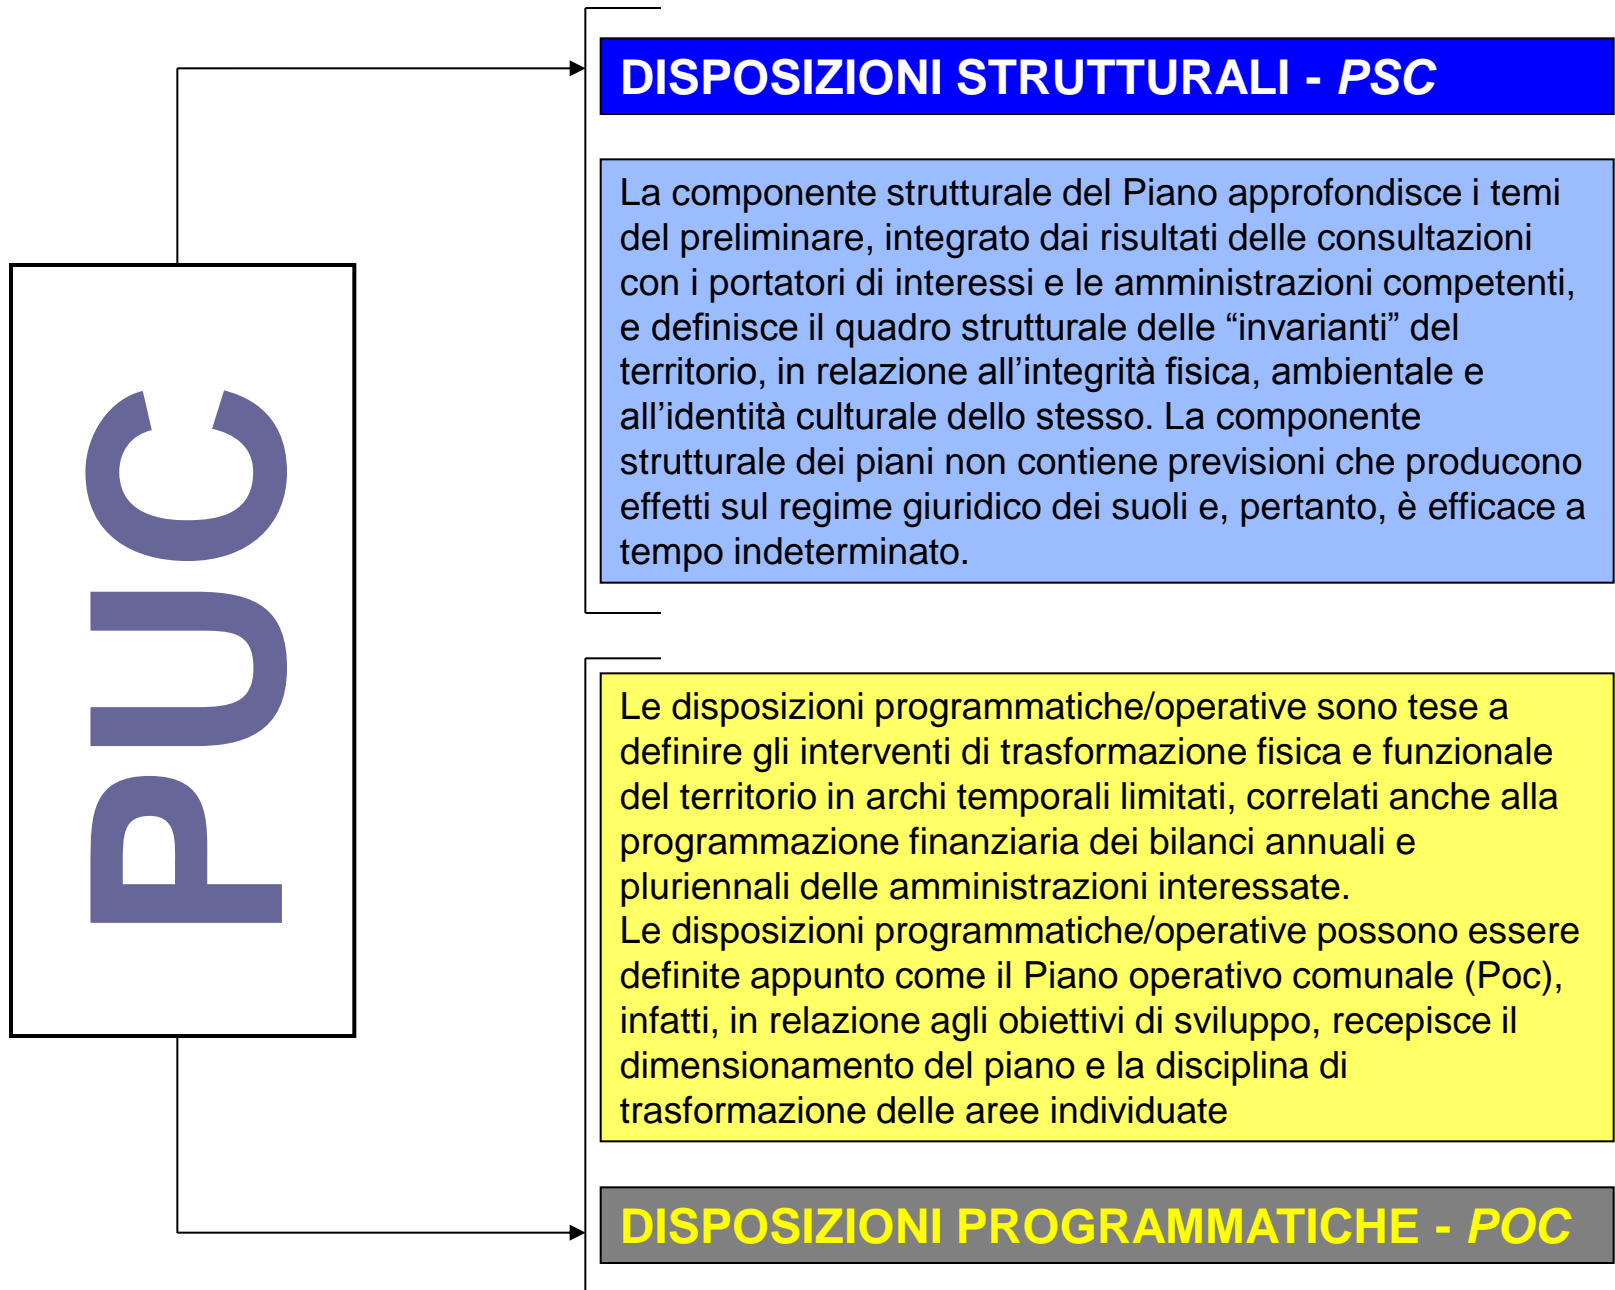 PUC
DISPOSIZIONI STRUTTURALI - PSC
La componente strutturale del Piano approfondisce i temi
del preliminare, integrato dai risultati delle consultazioni
con i portatori di interessi e le amministrazioni competenti,
e definisce il quadro strutturale delle “invarianti” del
territorio, in relazione all’integrità fisica, ambientale e
all’identità culturale dello stesso. La componente
strutturale dei piani non contiene previsioni che producono
effetti sul regime giuridico dei suoli e, pertanto, è efficace a
tempo indeterminato.
Le disposizioni programmatiche/operative sono tese a
definire gli interventi di trasformazione fisica e funzionale
del territorio in archi temporali limitati, correlati anche alla
programmazione finanziaria dei bilanci annuali e
pluriennali delle amministrazioni interessate.
Le disposizioni programmatiche/operative possono essere
definite appunto come il Piano operativo comunale (Poc),
infatti, in relazione agli obiettivi di sviluppo, recepisce il
dimensionamento del piano e la disciplina di
trasformazione delle aree individuate
DISPOSIZIONI PROGRAMMATICHE - POC